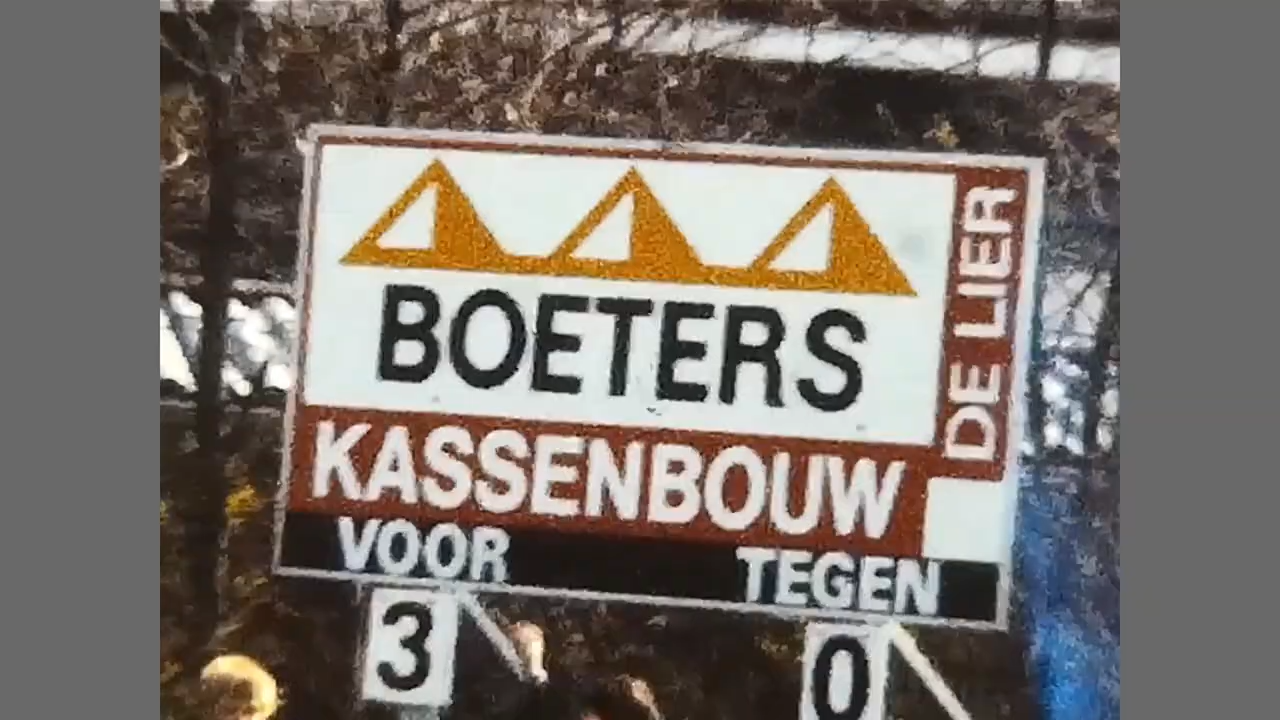 BOETERS
DE LIER
KASSENBOUW
VOOR TEGEN
3 0